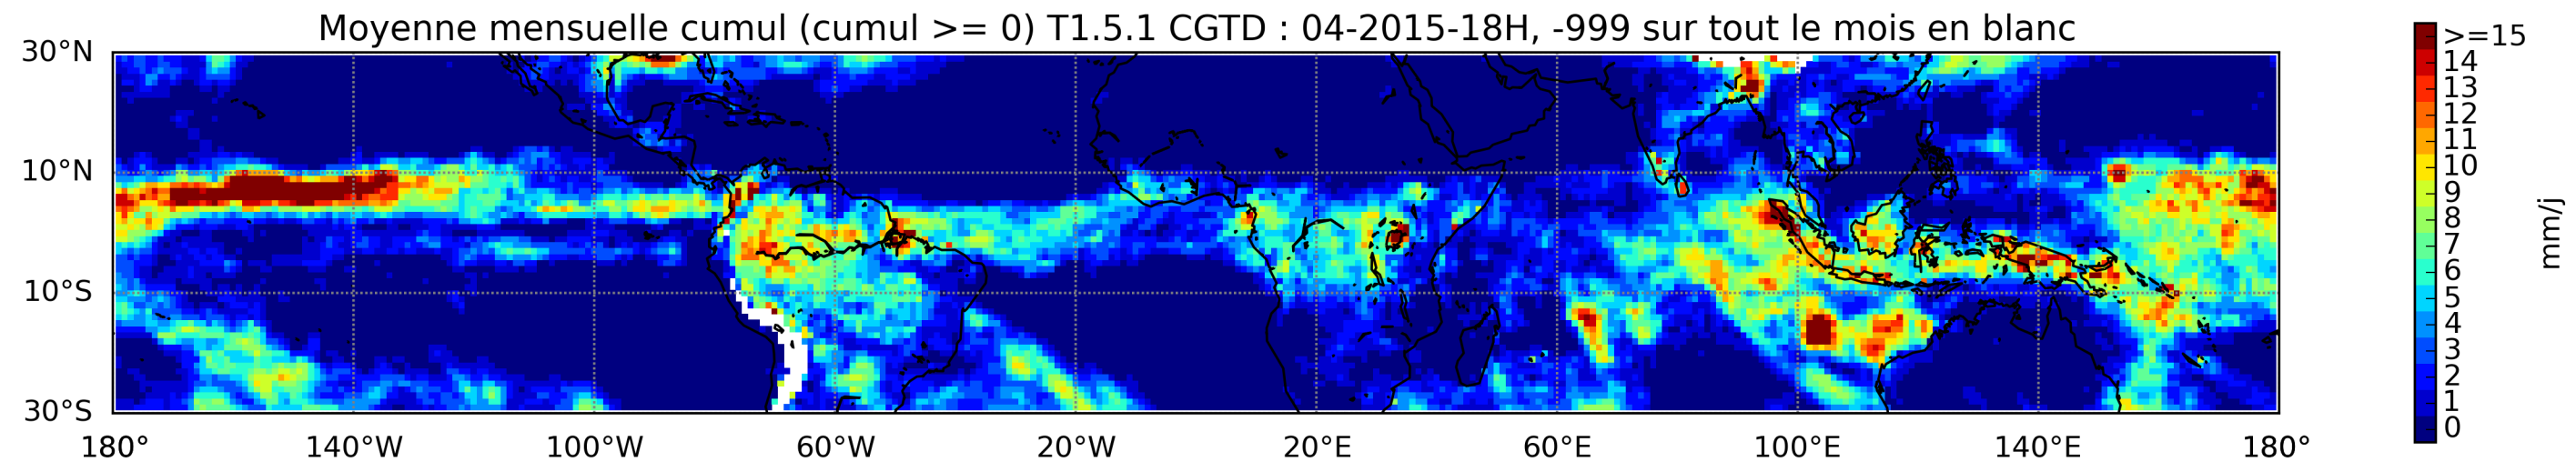 Moyenne mensuelle cumul (cumul >= 0) T1.5.1 CGTD : 04-2015-18H, -999 sur tout le mois en blanc
30°N
10°N
10°S
30°S
180°
140°W
100°W
60°W
20°W
20°E
60°E
100°E
140°E
180°
>=15
14
13
12
11
10
9
8
7
6
5
4
3
2
1
0
mm/j